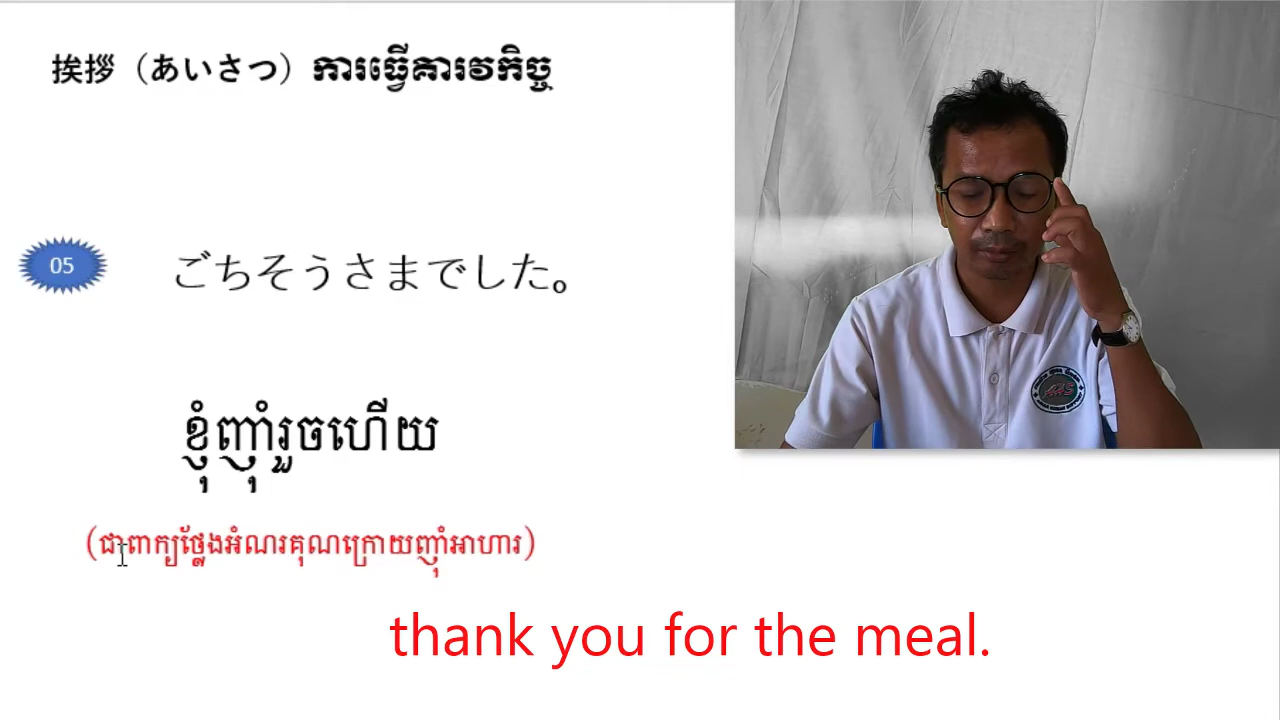 挨拶（あいさつ）ការធ្វើគារវកិច្ច
05
ごちそうさまでした。
ខ្ញុំញ៉ាំរួចហើយ
(ជាពាក្យថ្លែងអំណរគុណក្រោយញ៉ាំអាហារ)
thank you for the meal.